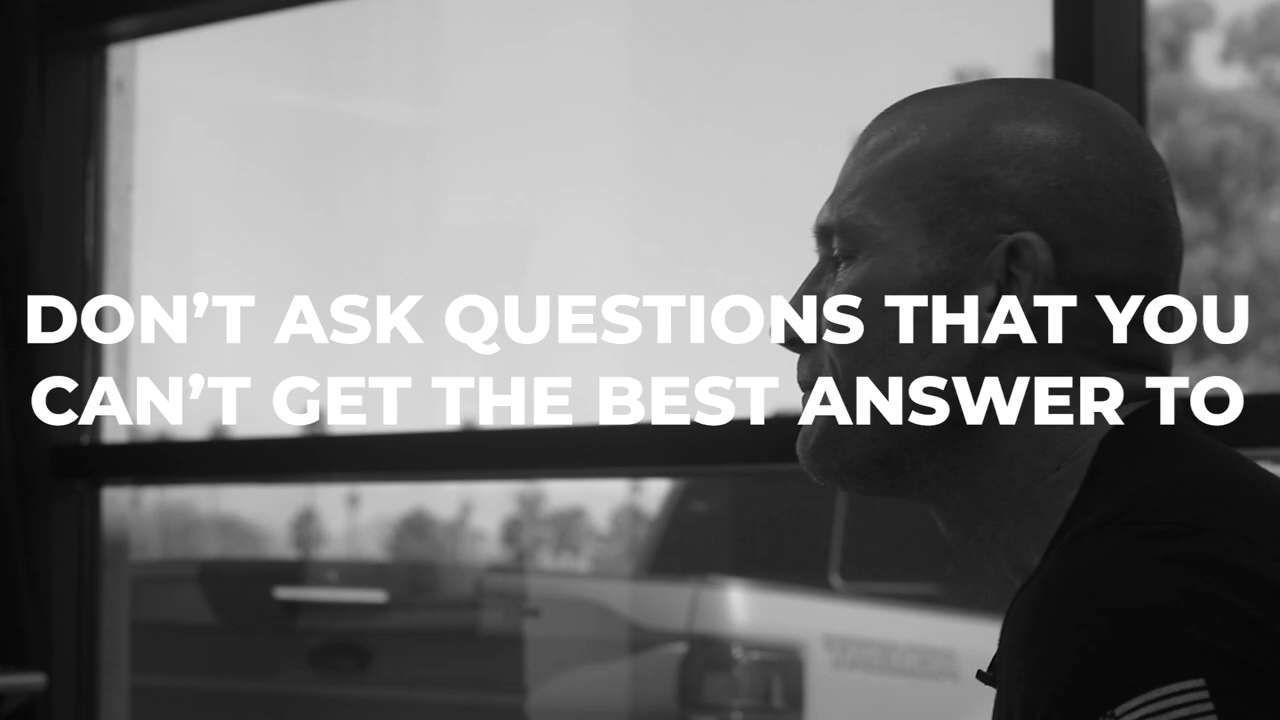 DON’T ASK QUESTIONS THAT YOU
CAN’T GET THE BEST ANSWER TO